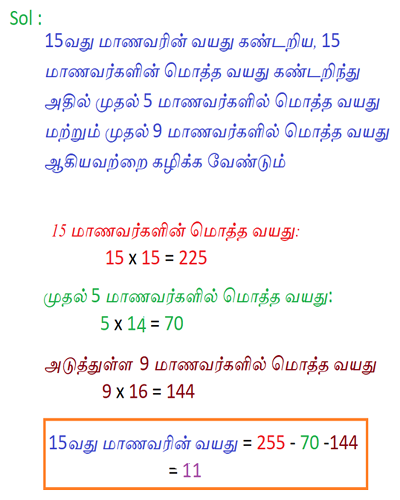 Sol :
15வது மாணவரின் வயது கண்டறிய, 15
மாணவர்களின் மொத்த வயது கண்டறிந்து
அதில் முதல் 5 மாணவர்களில் மொத்த வயது
மற்றும் முதல் 9 மாணவர்களில் மொத்த வயது
ஆகியவற்றை கழிக்க வேண்டும்
15 மாணவர்களின் மொத்த வயது:
15 x 15 = 225
முதல் 5 மாணவர்களில் மொத்த வயது:
5 x 14 = 70
அடுத்துள்ள 9 மாணவர்களில் மொத்த வயது
9 x 16 = 144
15வது மாணவரின் வயது = 255 - 70 -144
= 11